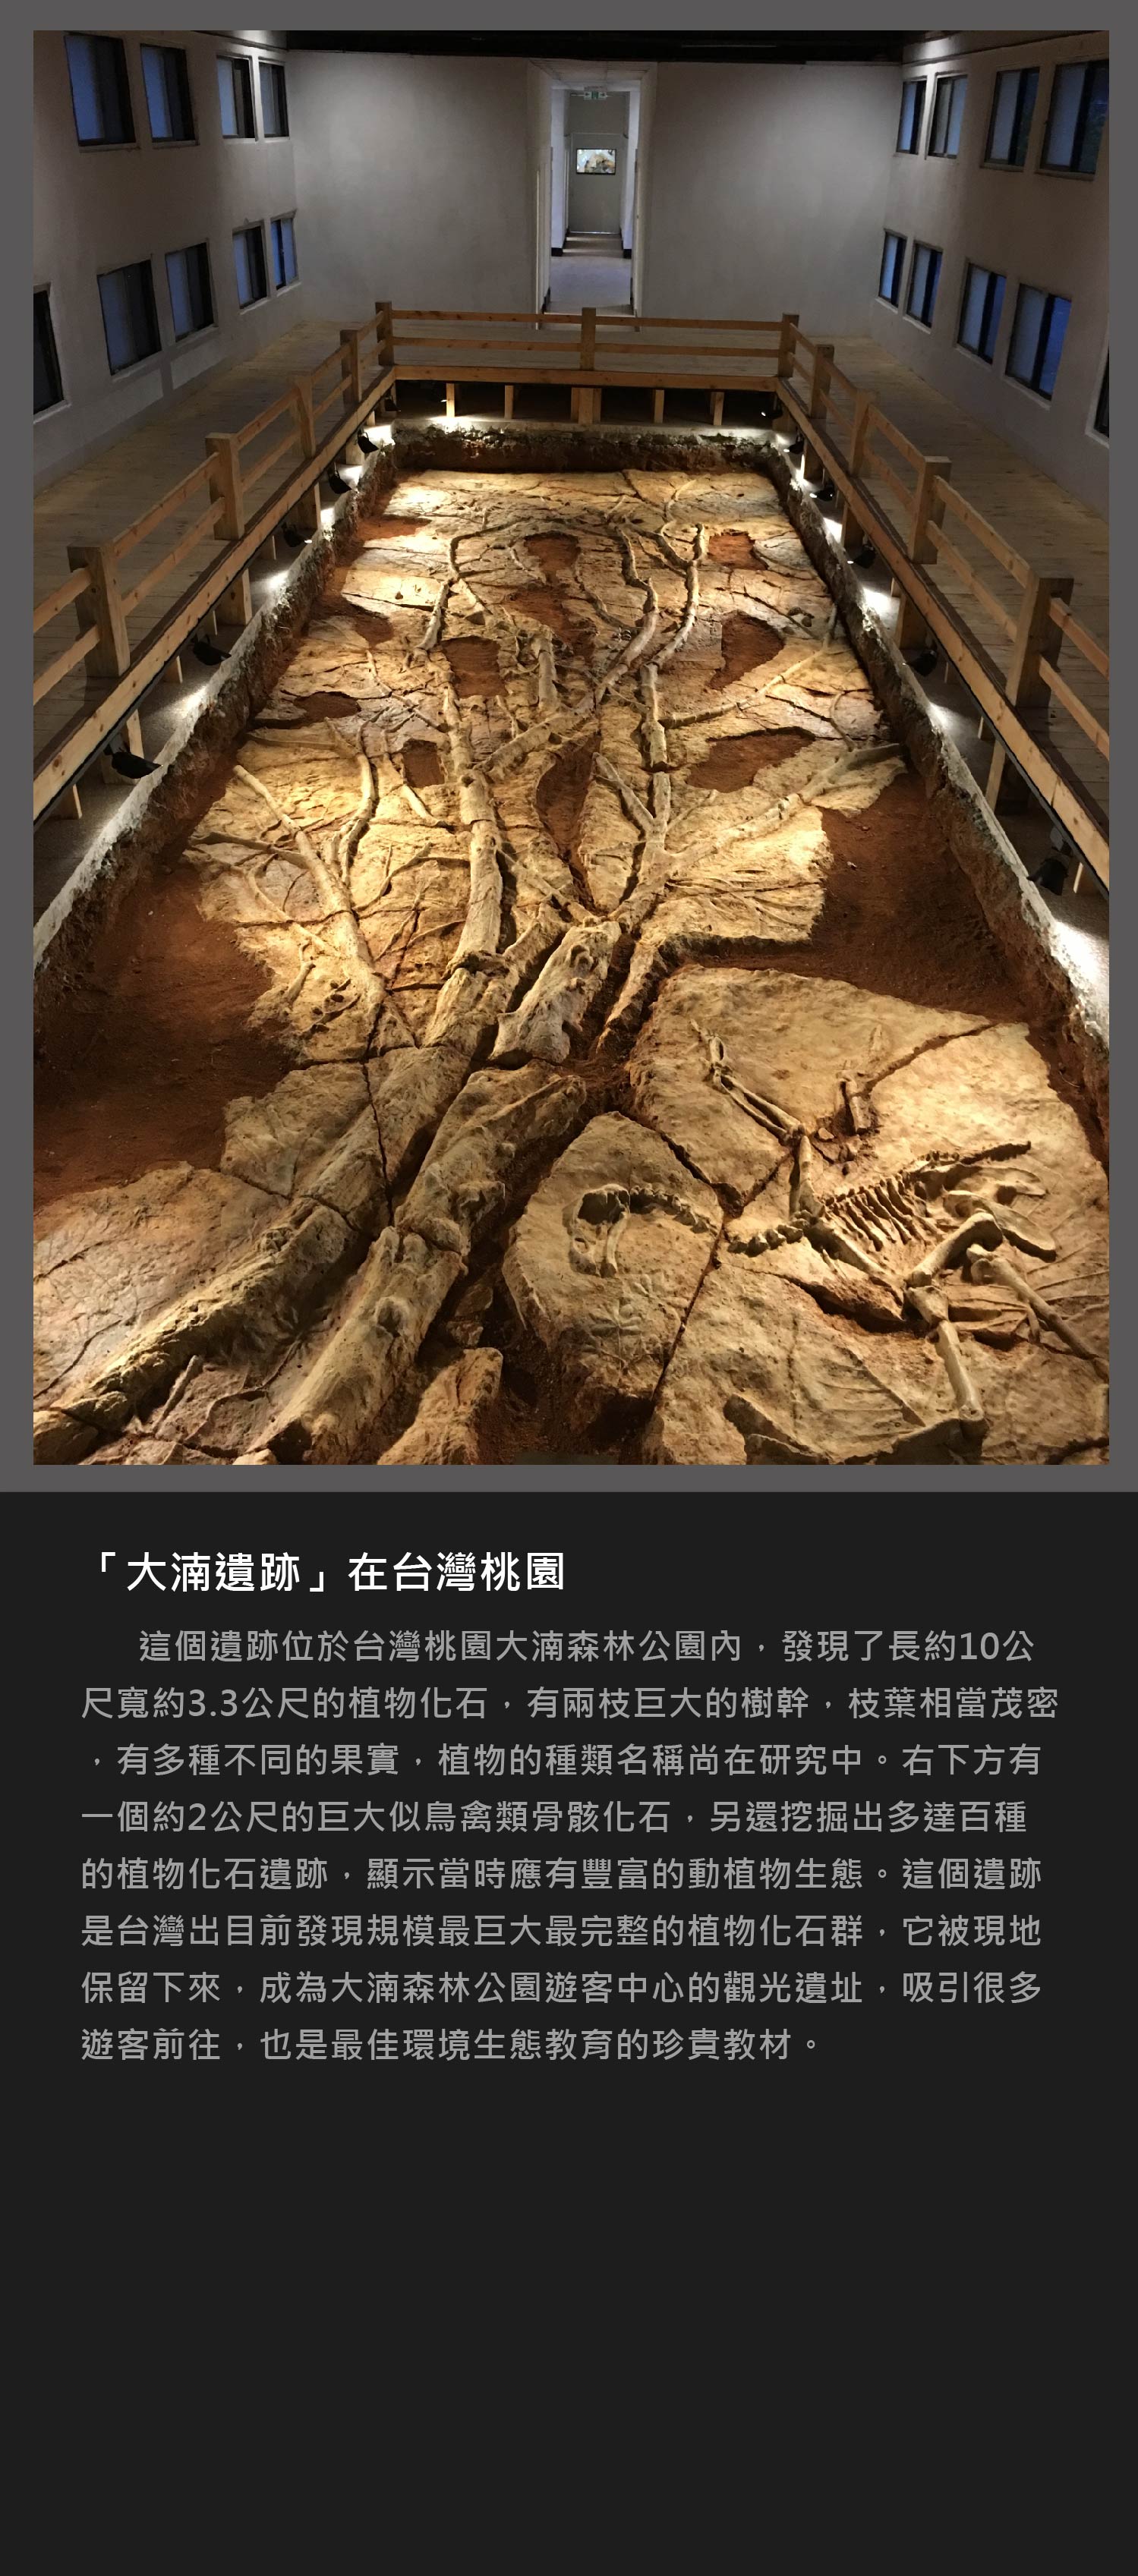 「大湳遺跡」在台灣桃園
這個遺跡位於台灣桃園大湳森林公園內，發現了長約10公
尺寬約3.3公尺的植物化石，有兩枝巨大的樹幹，枝葉相當茂密
，有多種不同的果實，植物的種類名稱尚在研究中。右下方有
一個約2公尺的巨大似鳥禽類骨骸化石，另還挖掘出多達百種
的植物化石遺跡，顯示當時應有豐富的動植物生態。這個遺跡
是台灣出目前發現規模最巨大最完整的植物化石群，它被現地
保留下來，成為大湳森林公園遊客中心的觀光遺址，吸引很多
遊客前往，也是最佳環境生態教育的珍貴教材。